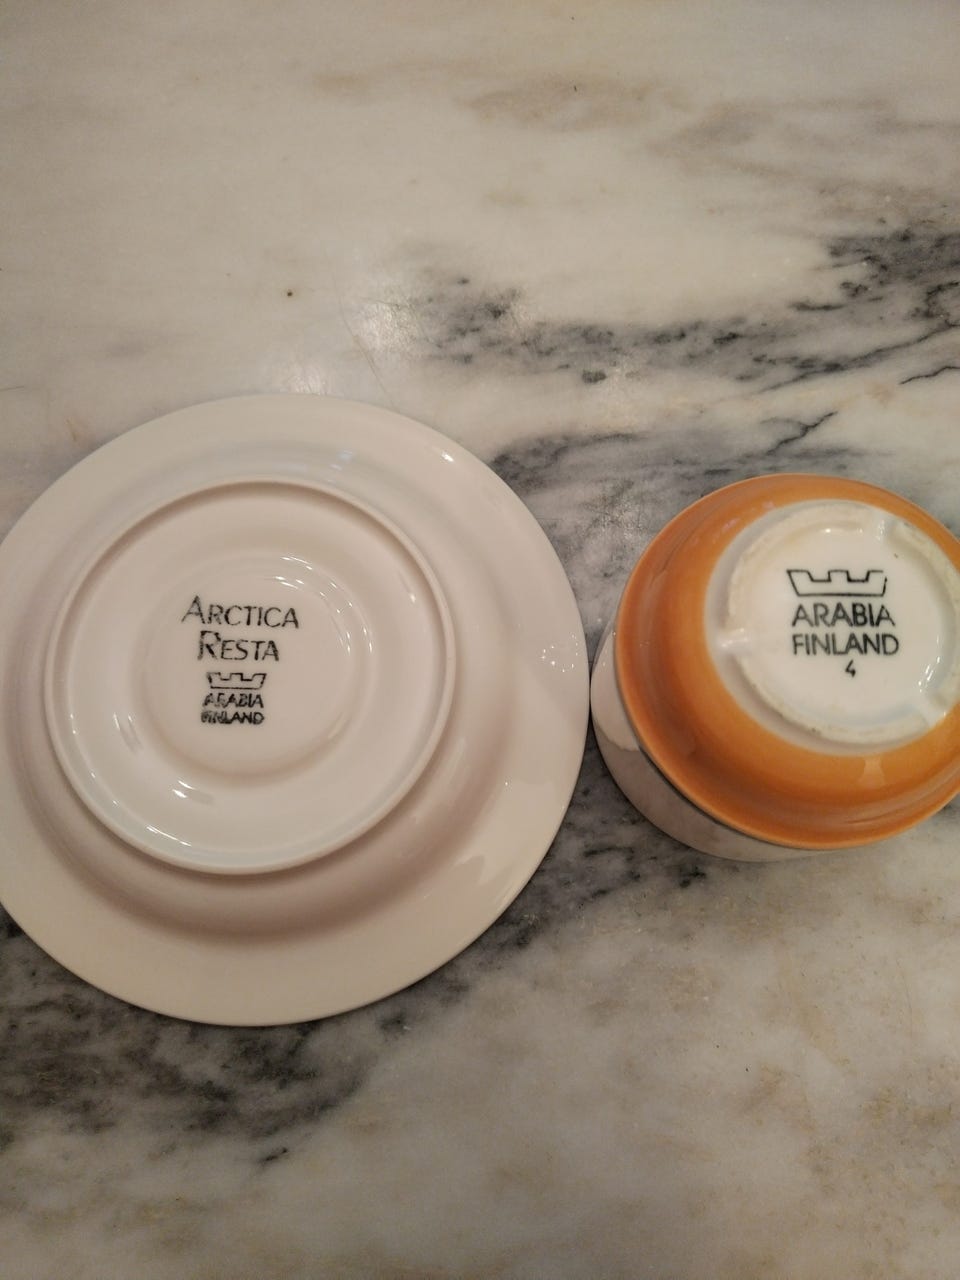 ARCTICA
RESTA
ARABIA
FINLAND
ARABIA
FINLAND
4